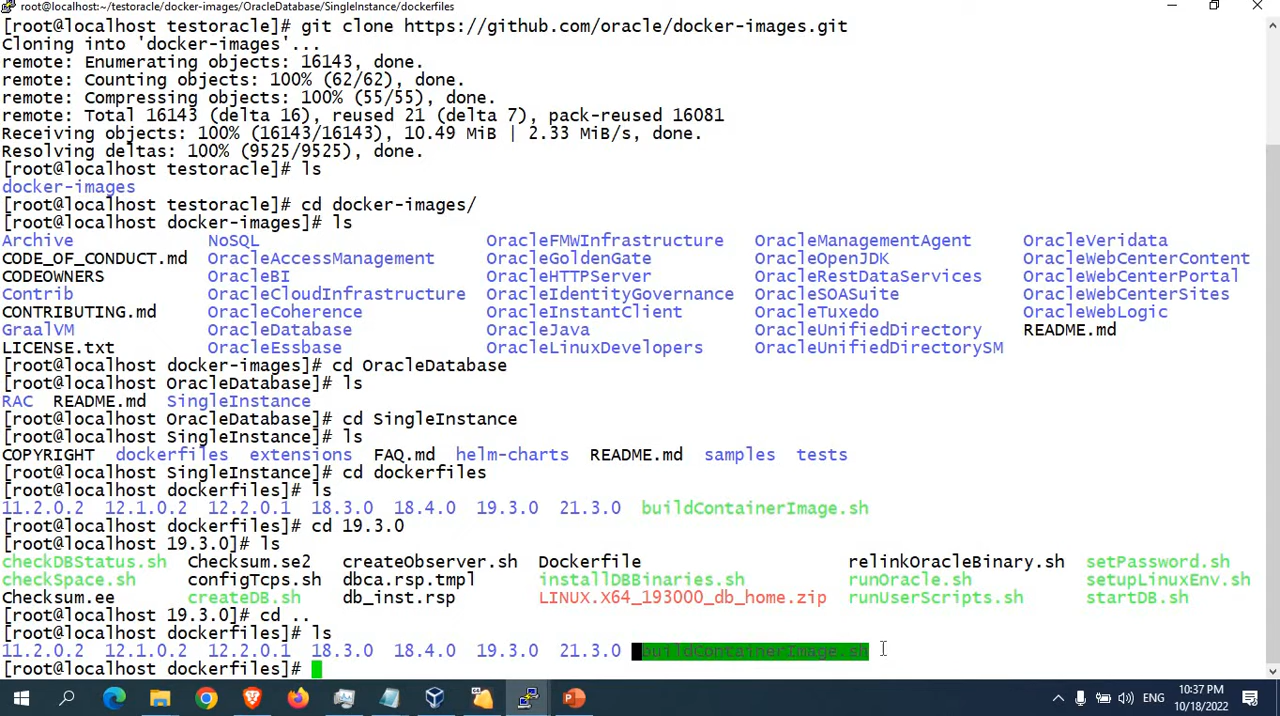 root@localhost:~/testoracle/docker-images/OracleDatabase/SingleInstance/dockerfiles
[root@localhost testoracle]# git clone https://github.com/oracle/docker-images.git
Cloning into 'docker-images'...
remote: Enumerating objects: 16143, done.
remote: Counting objects: 100% (62/62), done.
remote: Compressing objects: 100% (55/55), done.
remote: Total 16143 (delta 16), reused 21 (delta 7), pack-reused 16081
Receiving objects: 100% (16143/16143), 10.49 MiB | 2.33 MiB/s, done.
Resolving deltas: 100% (9525/9525), done.
[root@localhost testoracle]# ls
docker-images
[root@localhost testoracle]# cd docker-images/
[root@localhost docker-images]# ls
Archive NoSQL OracleFMWInfrastructure OracleManagementAgent OracleVeridata
CODE_OF_CONDUCT.md OracleAccessManagement OracleGoldenGate OracleOpenJDK OracleWebCenterContent
CODEOWNERS OracleBI OracleHTTPServer OracleRestDataServices OracleWebCenterPortal
Contrib OracleCloudInfrastructure OracleIdentityGovernance OracleSOASuite OracleWebCenterSites
CONTRIBUTING.md OracleCoherence OracleInstantClient OracleTuxedo OracleWebLogic
GraalVM OracleDatabase OracleJava OracleUnifiedDirectory README.md
LICENSE.txt OracleEssbase OracleLinuxDevelopers OracleUnifiedDirectorySM
[root@localhost docker-images]# cd OracleDatabase
[root@localhost OracleDatabase]# ls
RAC README.md SingleInstance
[root@localhost OracleDatabase]# cd SingleInstance
[root@localhost SingleInstance]# ls
COPYRIGHT dockerfiles extensions FAQ.md helm-charts README.md samples tests
[root@localhost SingleInstance]# cd dockerfiles
[root@localhost dockerfiles]# ls
11.2.0.2 12.1.0.2 12.2.0.1 18.3.0 18.4.0 19.3.0 21.3.0 buildContainerImage.sh
[root@localhost dockerfiles]# cd 19.3.0
[root@localhost 19.3.0]# ls
checkDBStatus.sh Checksum.se2 createObserver.sh Dockerfile relinkOracleBinary.sh setPassword.sh
checkSpace.sh configTcps.sh dbca.rsp.tmpl installDBBinaries.sh runOracle.sh setupLinuxEnv.sh
Checksum.ee createDB.sh db_inst.rsp LINUX.X64_193000_db_home.zip runUserScripts.sh startDB.sh
[root@localhost 19.3.0]# cd ..
[root@localhost dockerfiles]# ls
11.2.0.2 12.1.0.2 12.2.0.1 18.3.0 18.4.0 19.3.0 21.3.0 buildContainerImage.sh
[root@localhost dockerfiles]#
ENG
10:37 PM
10/18/2022